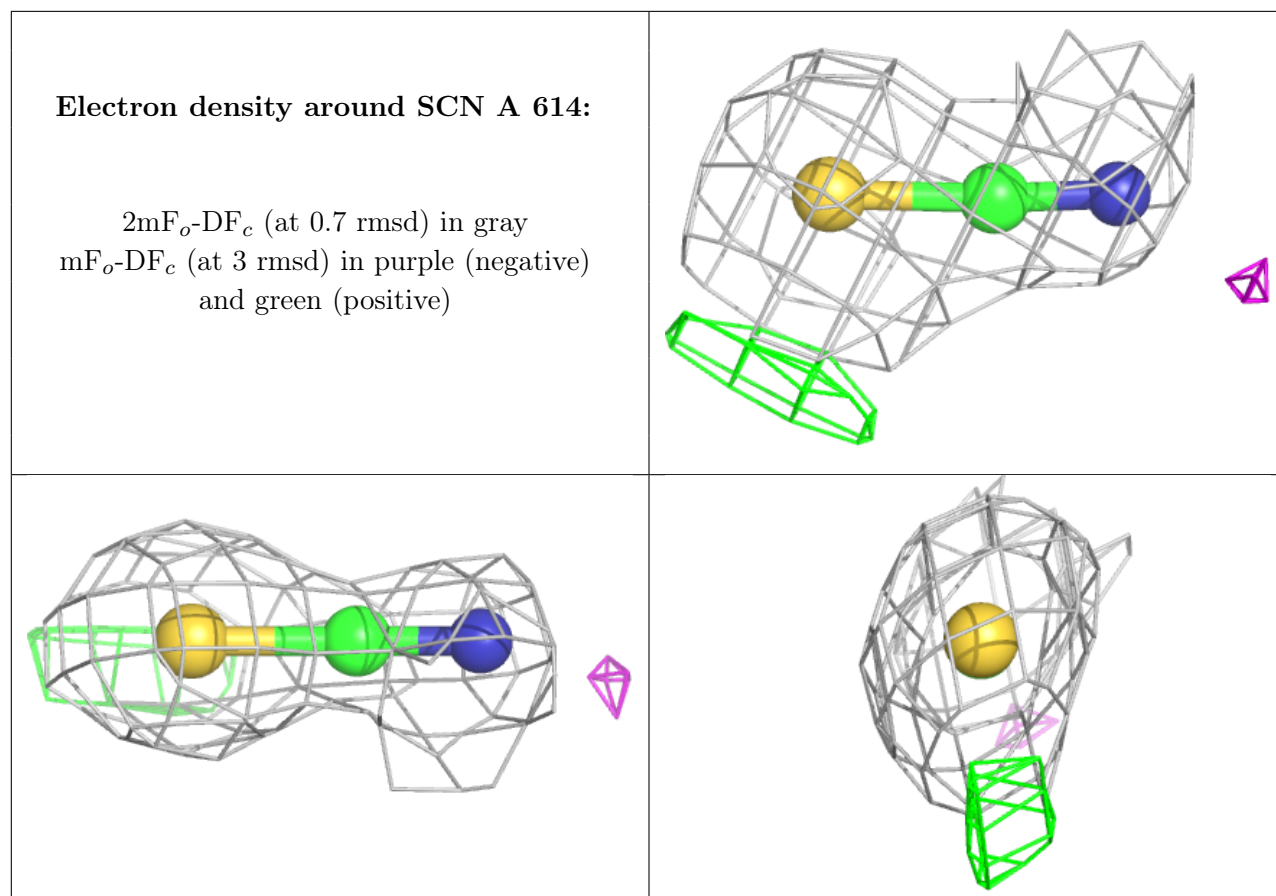 Electron density around SCN A 614:
2mFo-DFc (at 0.7 rmsd) in gray
mFo-DFc (at 3 rmsd) in purple (negative)
and green (positive)